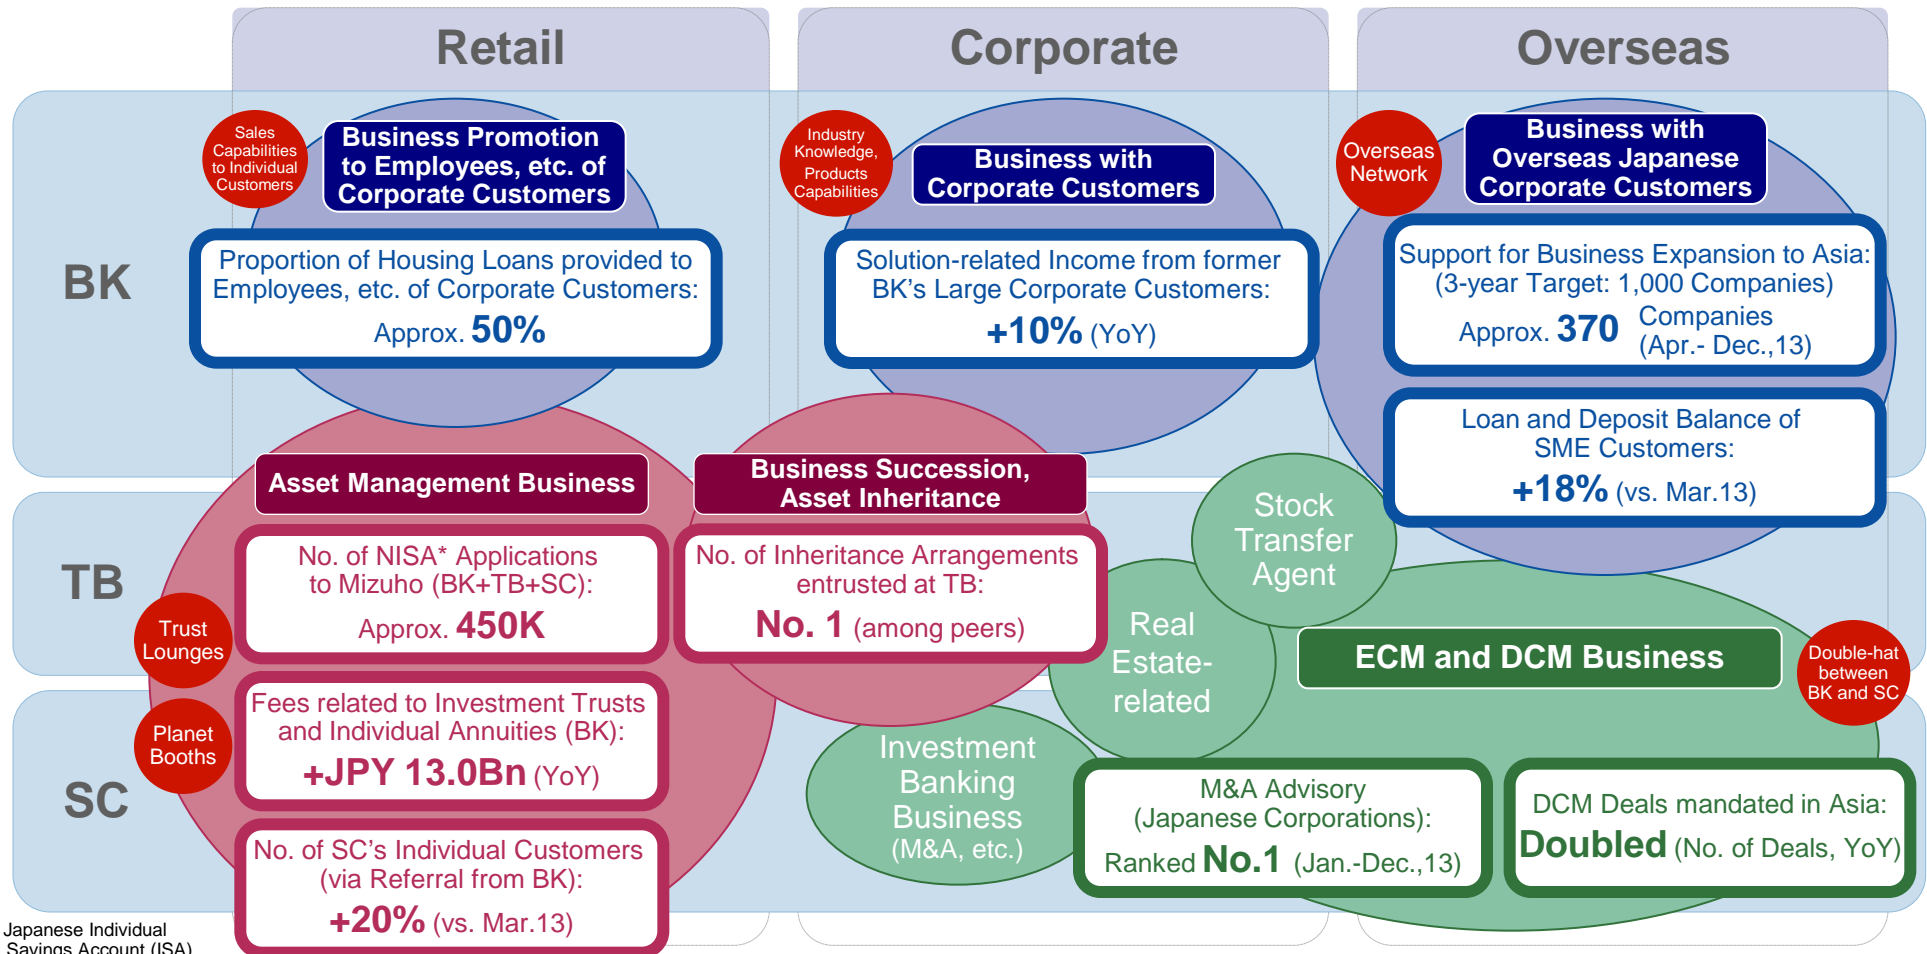 Retail
Corporate
Overseas
BK
Sales
Capabilities
to Individual
Customers
Business Promotion
to Employees, etc. of
Corporate Customers
Proportion of Housing Loans provided to
Employees, etc. of Corporate Customers:
Approx. 50%
Industry
Knowledge,
Products
Capabilities
Business with
Corporate Customers
Solution-related Income from former
BK's Large Corporate Customers:
+10% (YoY)
Overseas
Network
Business with
Overseas Japanese
Corporate Customers
Support for Business Expansion to Asia:
(3-year Target: 1,000 Companies)
Approx. 370 Companies
(Apr.- Dec.,13)
Loan and Deposit Balance of
SME Customers:
+18% (vs. Mar.13)
TB
Asset Management Business
No. of NISA* Applications
to Mizuho (BK+TB+SC):
Approx. 450K
Trust
Lounges
Business Succession,
Asset Inheritance
No. of Inheritance Arrangements
entrusted at TB:
No. 1 (among peers)
Stock
Transfer
Agent
Real
Estate-
related
ECM and DCM Business
Double-hat
between
BK and SC
SC
Planet
Booths
Fees related to Investment Trusts
and Individual Annuities (BK):
+JPY 13.0Bn (YoY)
No. of SC's Individual Customers
(via Referral from BK):
+20% (vs. Mar.13)
Investment
Banking
Business
(M&A, etc.)
M&A Advisory
(Japanese Corporations):
Ranked No.1 (Jan.-Dec.,13)
DCM Deals mandated in Asia:
Doubled (No. of Deals, YoY)
Japanese Individual
Savings Account (ISA)